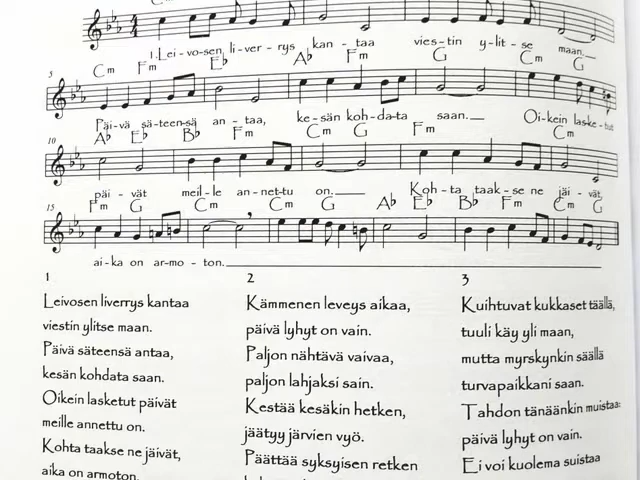 1. Lei-vo-sen li-ver-rys kan-taa vies-tin y-lit-se maan.
5 Cm Fm Eb Ab Fm G Cm G
Päi-vä sä-teen-sä an-taa, ke-sän koh-da-ta saan. Oi-kein las-ke-tut
Ab Eb Bb Fm Cm G Fm Cm
10
päi-vät meil-le an-net-tu on. Koh-ta taak-se ne jäi-vät,
15 Fm G Cm Cm G Ab Eb Bb Fm Cm G
ai-ka on ar-mo-ton.
1
Leivosen liverrys kantaa
viestin ylitse maan.
Päivä säteensä antaa,
kesän kohdata saan.
Oikein lasketut päivät
meille annettu on.
Kohta taakse ne jäivät,
aika on armoton.
2
Kämmenen leveys aikaa,
päivä lyhyt on vain.
Paljon nähtävä vaivaa,
paljon lahjaksi sain.
Kestää kesäkin hetken,
jäätyy järvien vyö.
Päättää syksyisen retken
3
Kuihtuvat kukkaset täällä,
tuuli käy yli maan,
mutta myrskynkin säällä
turvapaikkani saan.
Tahdon tänäänkin muistaa:
päivä lyhyt on vain.
Ei voi kuolema suistaa